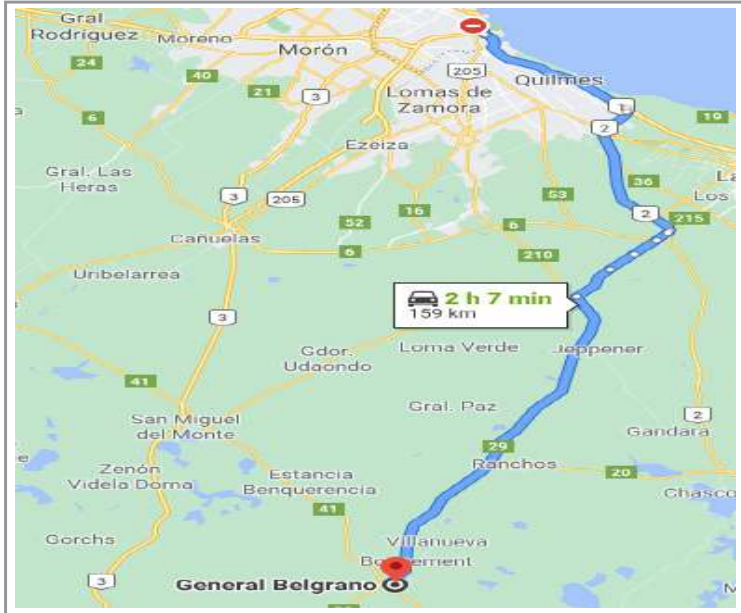 Gral
Rodríguez
Moreno
Morón
24
40
21
3
205
Quilmes
Lomas de
Zamora
1
2
19
6
Ezeiza
Gral. Las
Heras
36
Los
3
205
53
16
52
2
215
6
Cañuelas
6
210
Uribelarrea
2 h 7 min
159 km
3
Gdor.
Udaondo
Loma Verde
Jeppener
41
Gral. Paz
San Miguel
del Monte
2
Gandara
29
Ranchos
20
Zenón
Videla Dorna
Estancia
Benquerencia
Chasco
41
Gorchs
Villanueva
3
General Belgrano